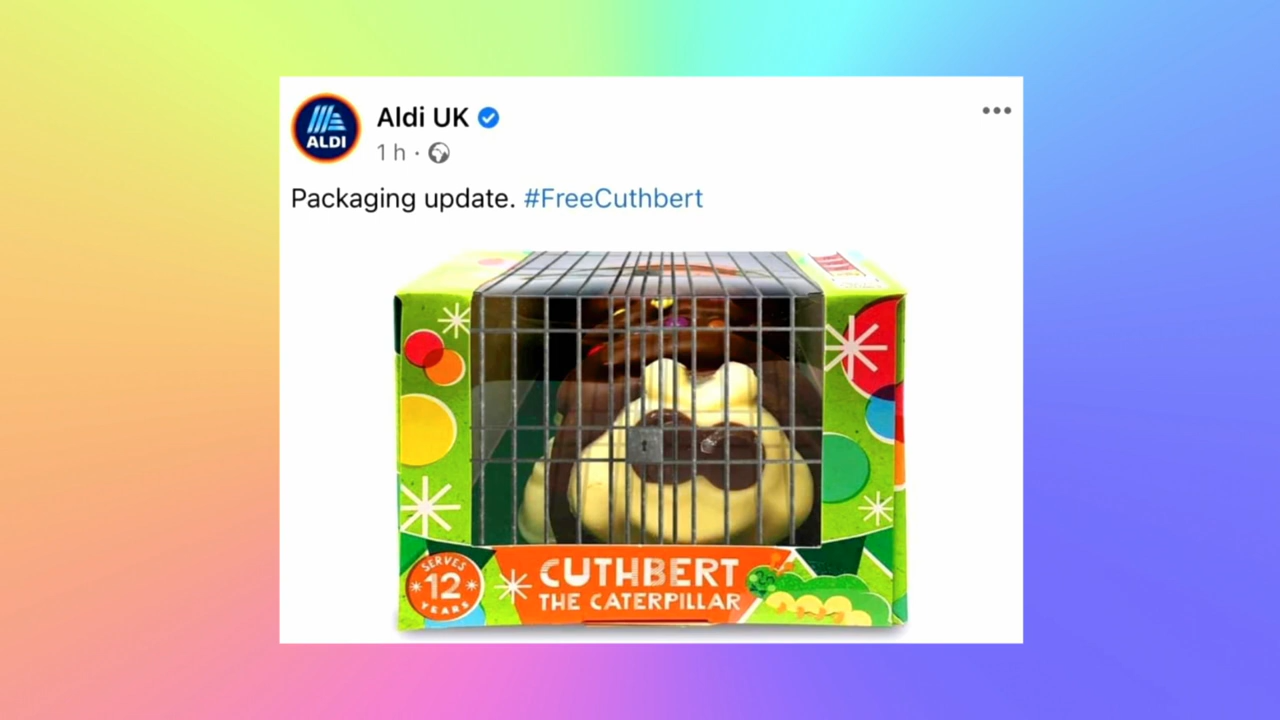 Aldi UK
1 h ·
Packaging update. #FreeCuthbert
ALDI
SERVES
12
YEARS
CUTHBERT
THE CATERPILLAR